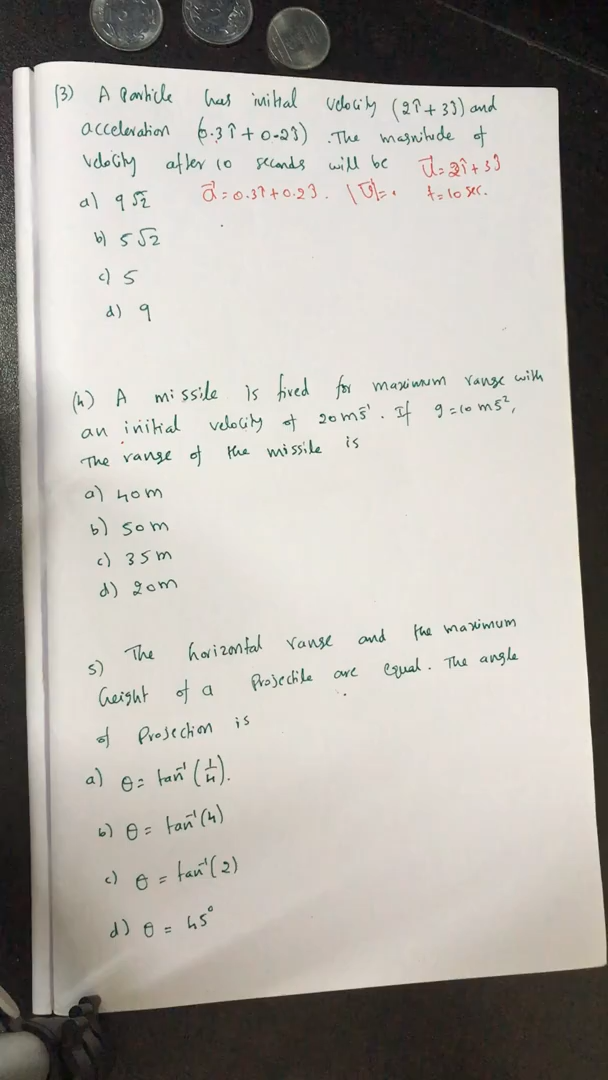 (3) A Particle has initial velocity (2î + 3ĵ) and
acceleration (0.3î + 0.2ĵ). The magnitude of
velocity after 10 seconds will be u⃗ = 2î + 3ĵ
a) 9√2 a⃗ = 0.3î + 0.2ĵ. |v⃗| = . t = 10 sec.
b) 5√2
c) 5
d) 9
(4) A missile is fired for maximum range with
an initial velocity of 20 ms⁻¹. If g = 10 ms⁻²,
The range of the missile is
a) 40m
b) 50m
c) 35m
d) 20m
5) The horizontal range and the maximum
height of a Projectile are equal. The angle
of Projection is
a) θ = tan⁻¹(1/4).
b) θ = tan⁻¹(4)
c) θ = tan⁻¹(2)
d) θ = 45°